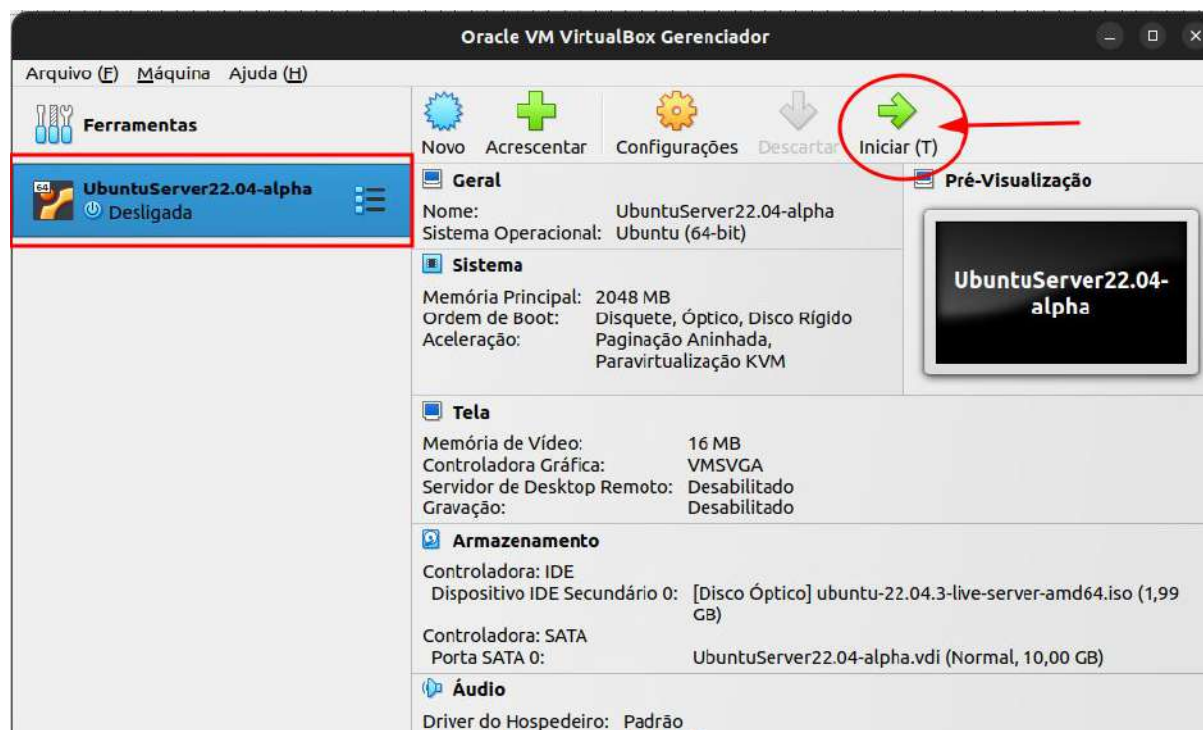 Oracle VM VirtualBox Gerenciador
Arquivo (F) Máquina Ajuda (H)
Ferramentas
Novo Acrescentar Configurações Descartar Iniciar (T)
64 UbuntuServer22.04-alpha
Desligada
Geral
Nome: UbuntuServer22.04-alpha
Sistema Operacional: Ubuntu (64-bit)
Sistema
Memória Principal: 2048 MB
Ordem de Boot: Disquete, Óptico, Disco Rígido
Aceleração: Paginação Aninhada,
Paravirtualização KVM
Pré-Visualização
UbuntuServer22.04-
alpha
Tela
Memória de Vídeo: 16 MB
Controladora Gráfica: VMSVGA
Servidor de Desktop Remoto: Desabilitado
Gravação: Desabilitado
Armazenamento
Controladora: IDE
Dispositivo IDE Secundário 0: [Disco Óptico] ubuntu-22.04.3-live-server-amd64.iso (1,99
GB)
Controladora: SATA
Porta SATA 0: UbuntuServer22.04-alpha.vdi (Normal, 10,00 GB)
Áudio
Driver do Hospedeiro: Padrão